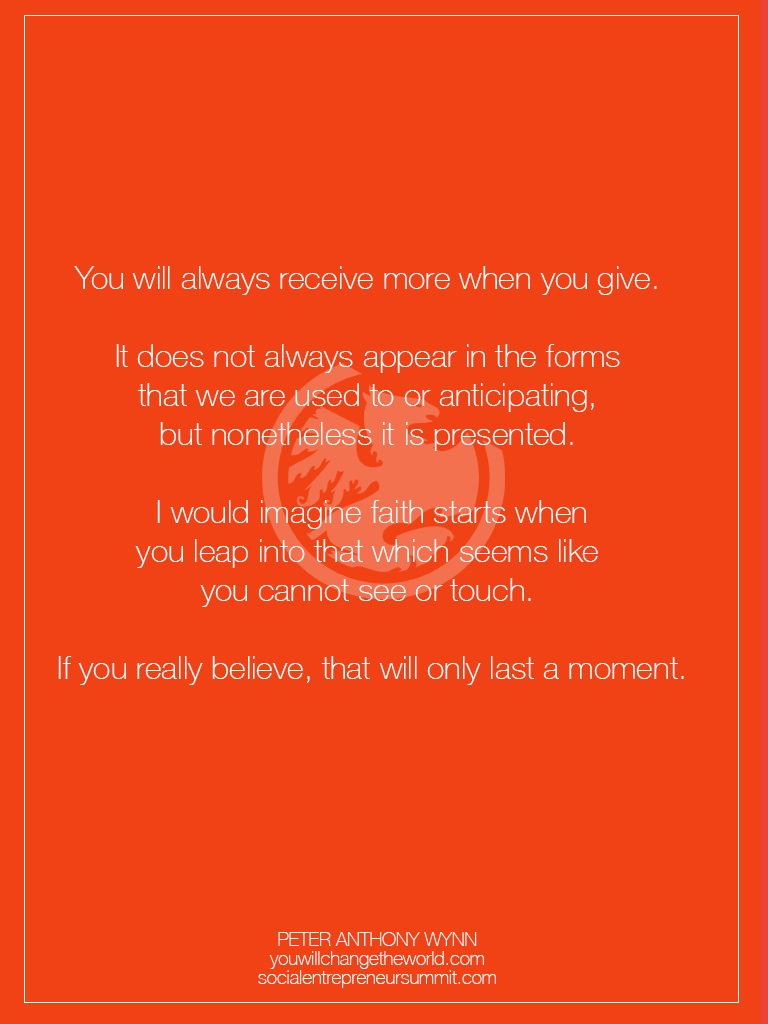 You will always receive more when you give.
It does not always appear in the forms
that we are used to or anticipating,
but nonetheless it is presented.
I would imagine faith starts when
you leap into that which seems like
you cannot see or touch.
If you really believe, that will only last a moment.
PETER ANTHONY WYNN
youwillchangetheworld.com
socialentrepreneursummit.com